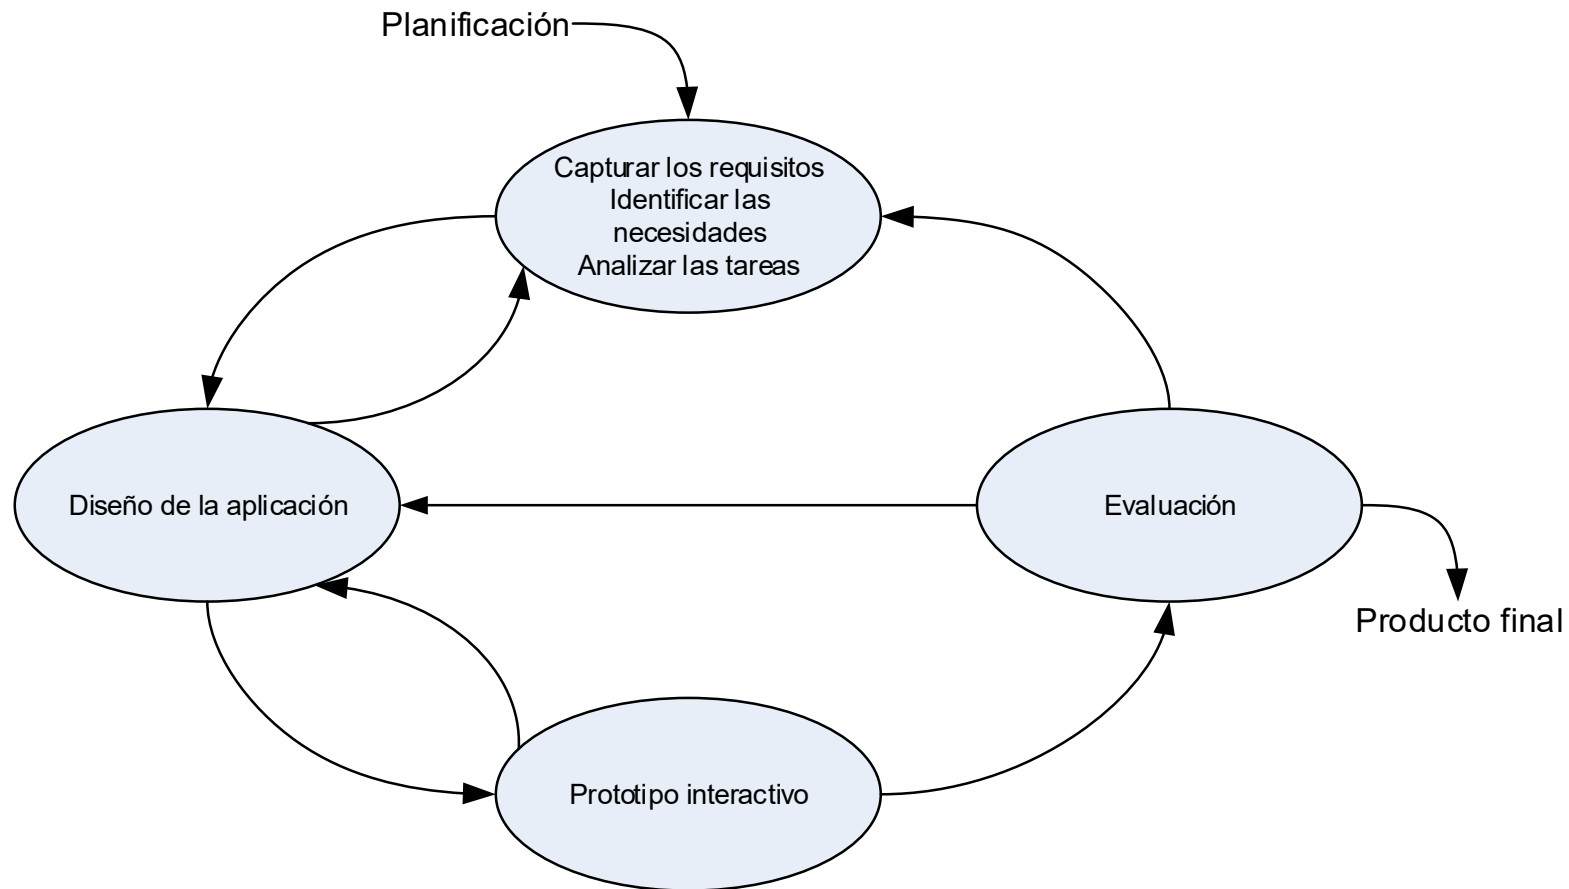 Planificación
Capturar los requisitos
Identificar las
necesidades
Analizar las tareas
Diseño de la aplicación
Evaluación
Producto final
Prototipo interactivo